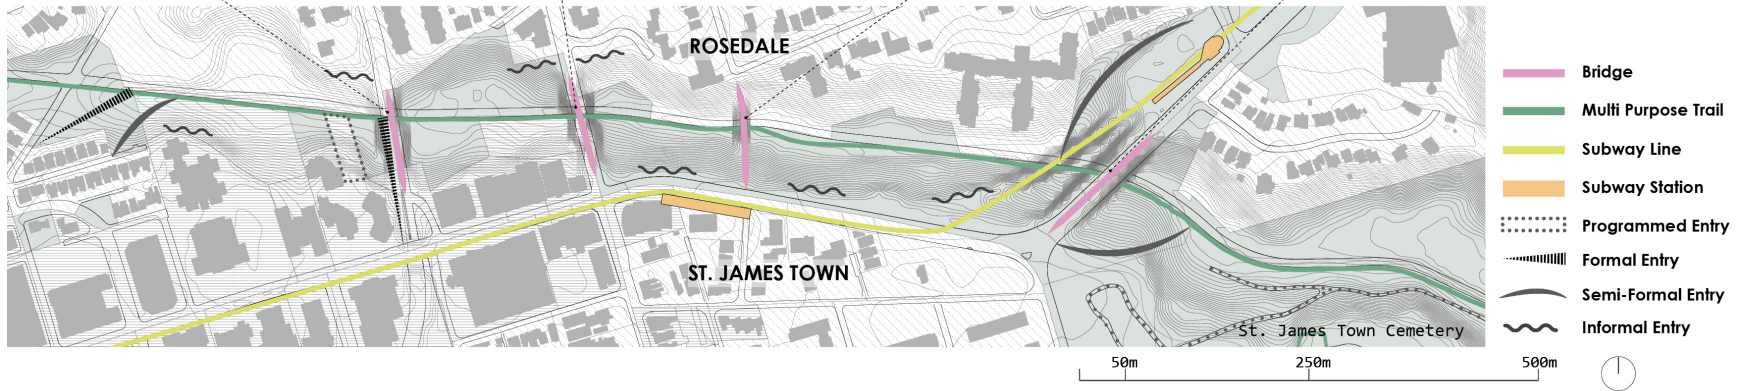 ROSEDALE
ST. JAMES TOWN
St. James Town Cemetery
Bridge
Multi Purpose Trail
Subway Line
Subway Station
Programmed Entry
Formal Entry
Semi-Formal Entry
Informal Entry
50m 250m 500m